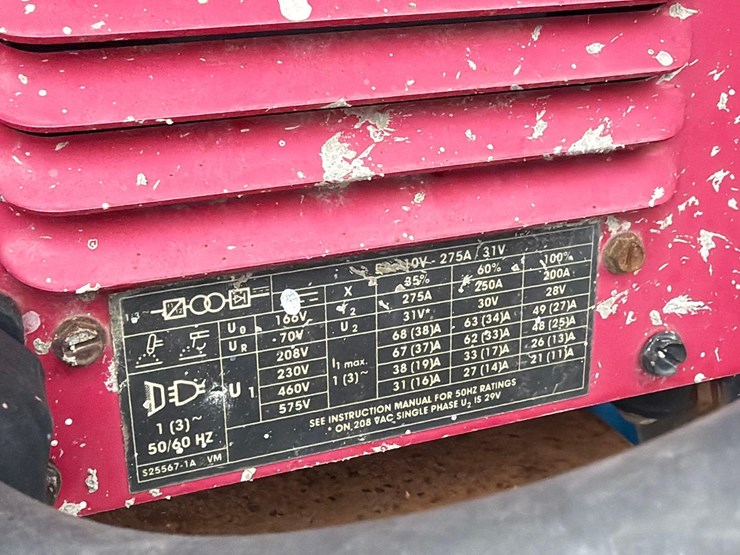 10V - 275A / 31V
X 35% 60% 100%
I2 275A 250A 200A
U0 U2 31V* 30V 28V
UR 70V
U1 208V I1 max. 1 (3)~ 68 (38)A 63 (34)A 49 (27)A
230V 67 (37)A 62 (33)A 48 (25)A
460V 38 (19)A 33 (17)A 26 (13)A
575V 31 (16)A 27 (14)A 21 (11)A
1 (3)~
50/60 HZ
SEE INSTRUCTION MANUAL FOR 50HZ RATINGS
* ON 208 VAC SINGLE PHASE U2 IS 29V
S25567-1A VM